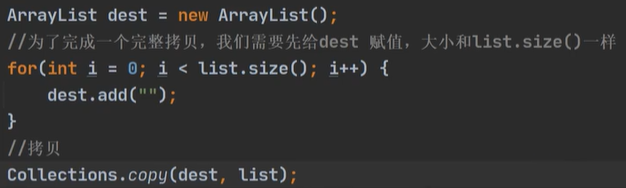 ArrayList dest = new ArrayList();
//为了完成一个完整拷贝，我们需要先给dest 赋值，大小和list.size()一样
for(int i = 0; i < list.size(); i++) {
    dest.add("");
}
//拷贝
Collections.copy(dest, list);